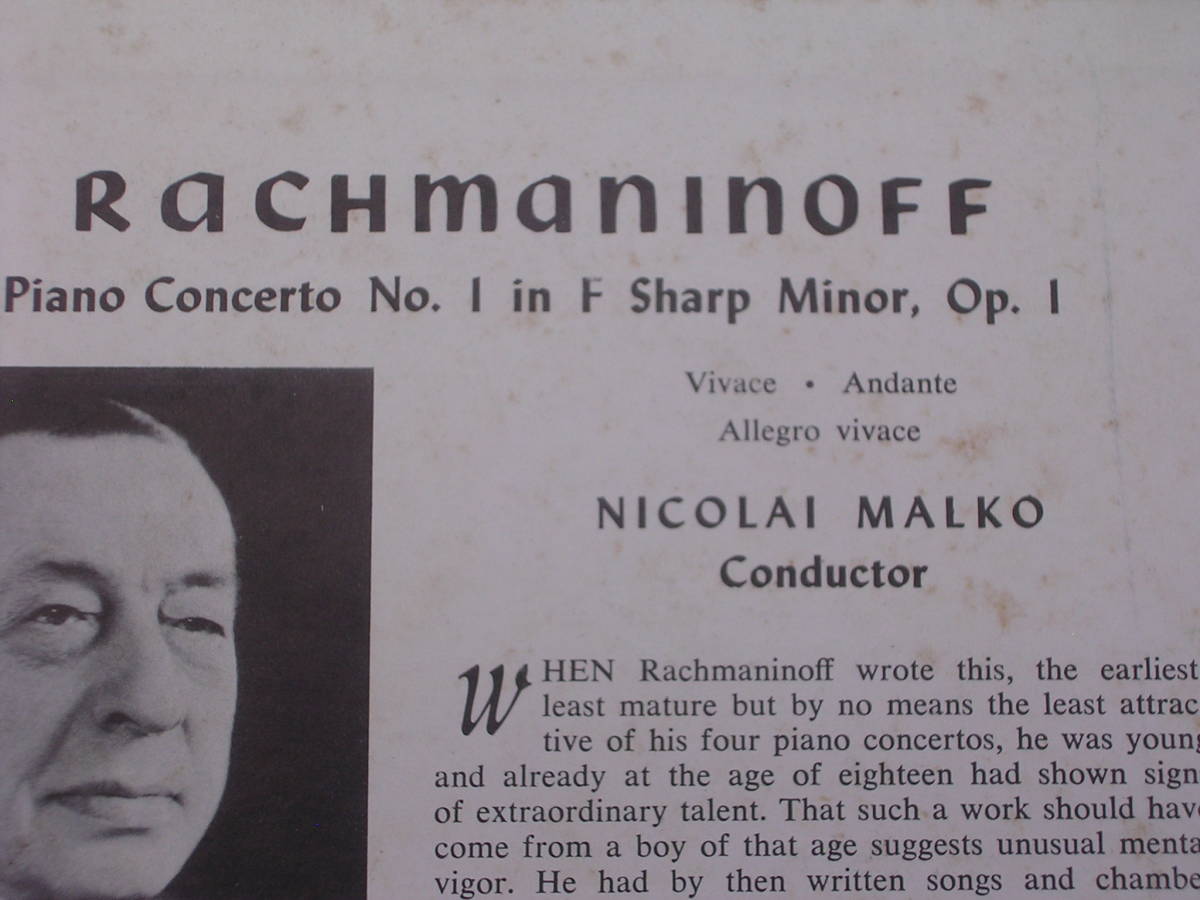 RACHMANINOFF
Piano Concerto No. 1 in F Sharp Minor, Op. 1
Vivace • Andante
Allegro vivace
NICOLAI MALKO
Conductor
WHEN Rachmaninoff wrote this, the earliest
least mature but by no means the least attrac-
tive of his four piano concertos, he was young
and already at the age of eighteen had shown sign
of extraordinary talent. That such a work should have
come from a boy of that age suggests unusual menta
vigor. He had by then written songs and chambe